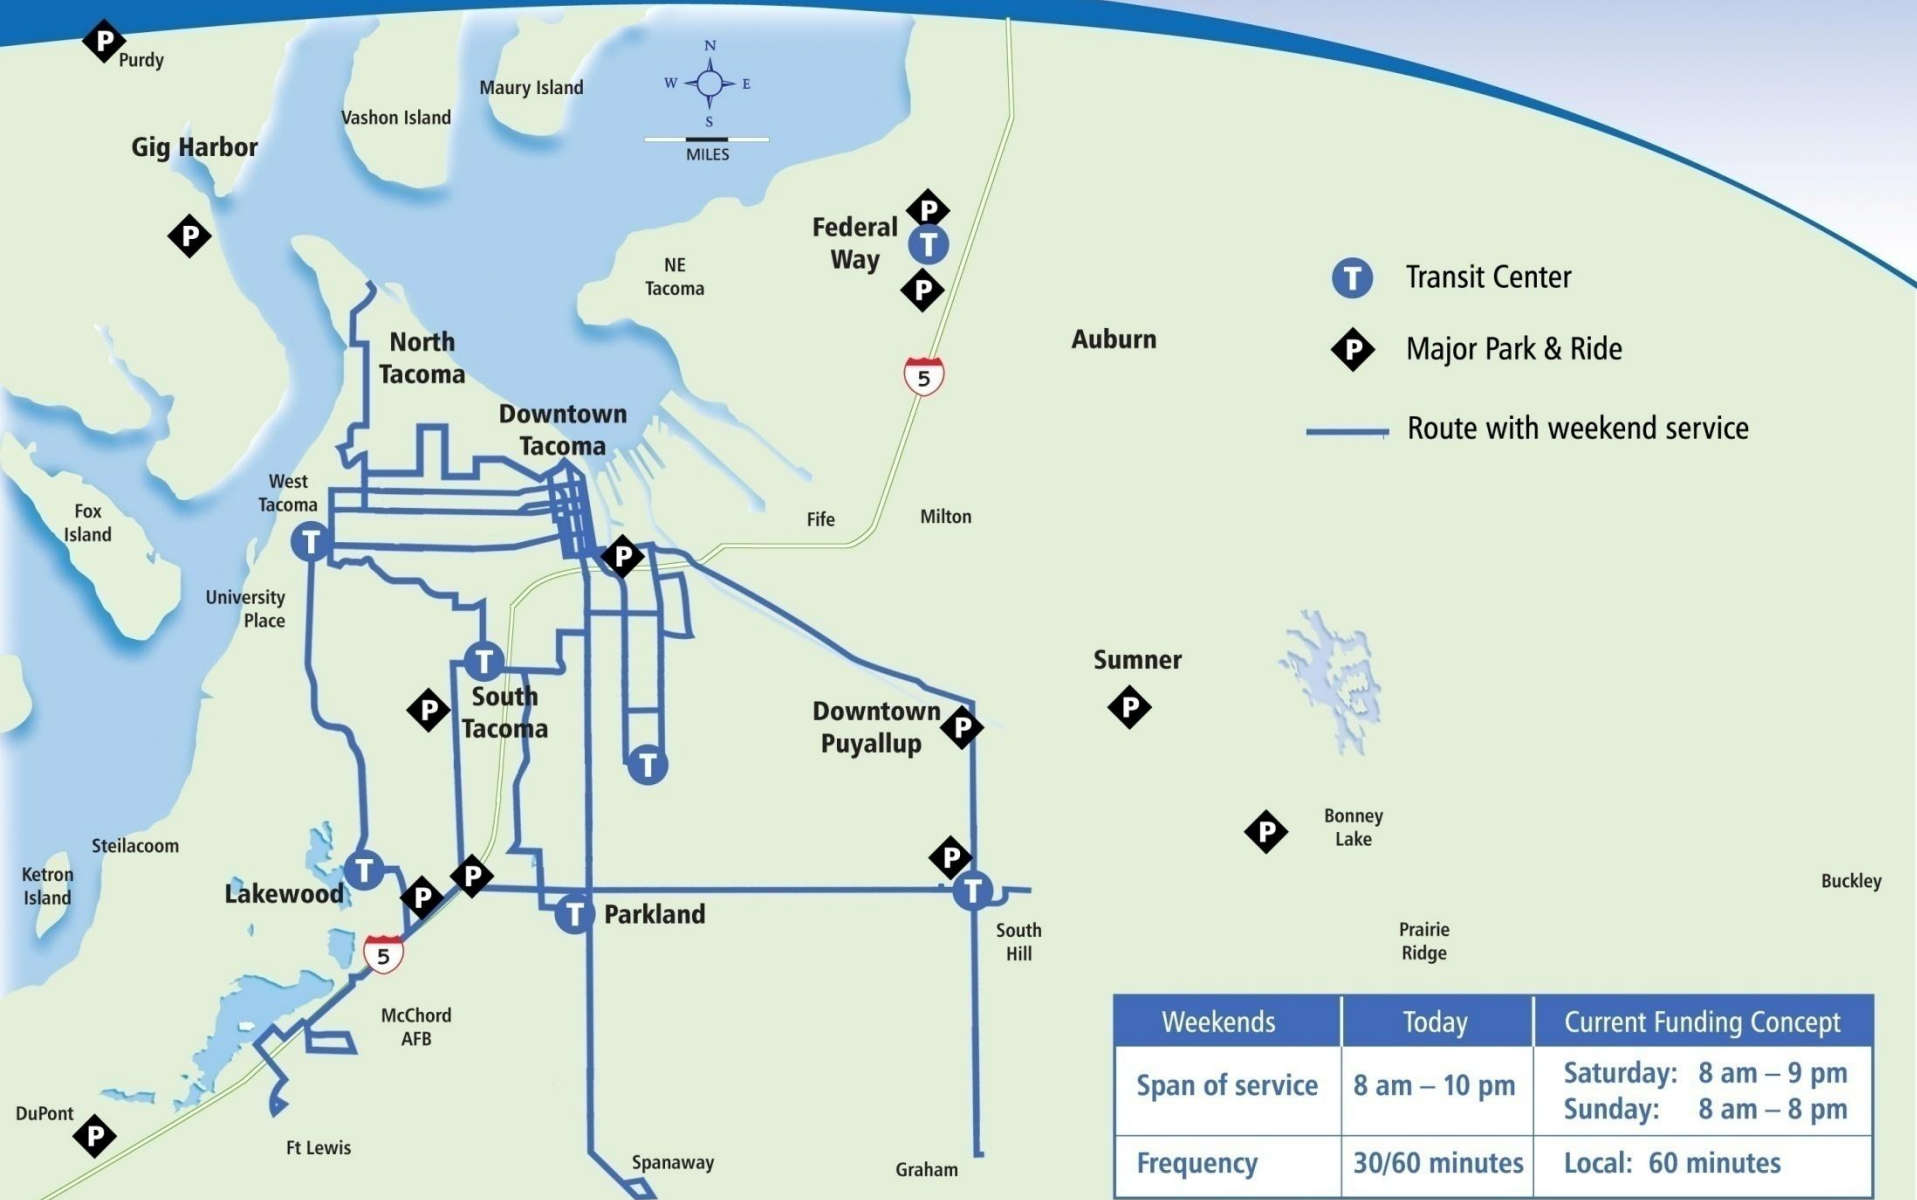 P
Purdy
Maury Island
Vashon Island
N
W E
S
MILES
Gig Harbor
P
P
Federal
Way
T
P
NE
Tacoma
T Transit Center
P Major Park & Ride
Route with weekend service
North
Tacoma
Auburn
5
Downtown
Tacoma
West
Tacoma
Fox
Island
T
Fife
Milton
P
University
Place
T
Sumner
P
South
Tacoma
P
Downtown
Puyallup
P
T
Bonney
Lake
P
Steilacoom
Ketron
Island
T
Lakewood
P
P
P
T
T
Parkland
Buckley
South
Hill
Prairie
Ridge
5
McChord
AFB
DuPont
P
Ft Lewis
Spanaway
Graham
Weekends Today Current Funding Concept
Span of service 8 am – 10 pm Saturday: 8 am – 9 pm
Sunday: 8 am – 8 pm
Frequency 30/60 minutes Local: 60 minutes